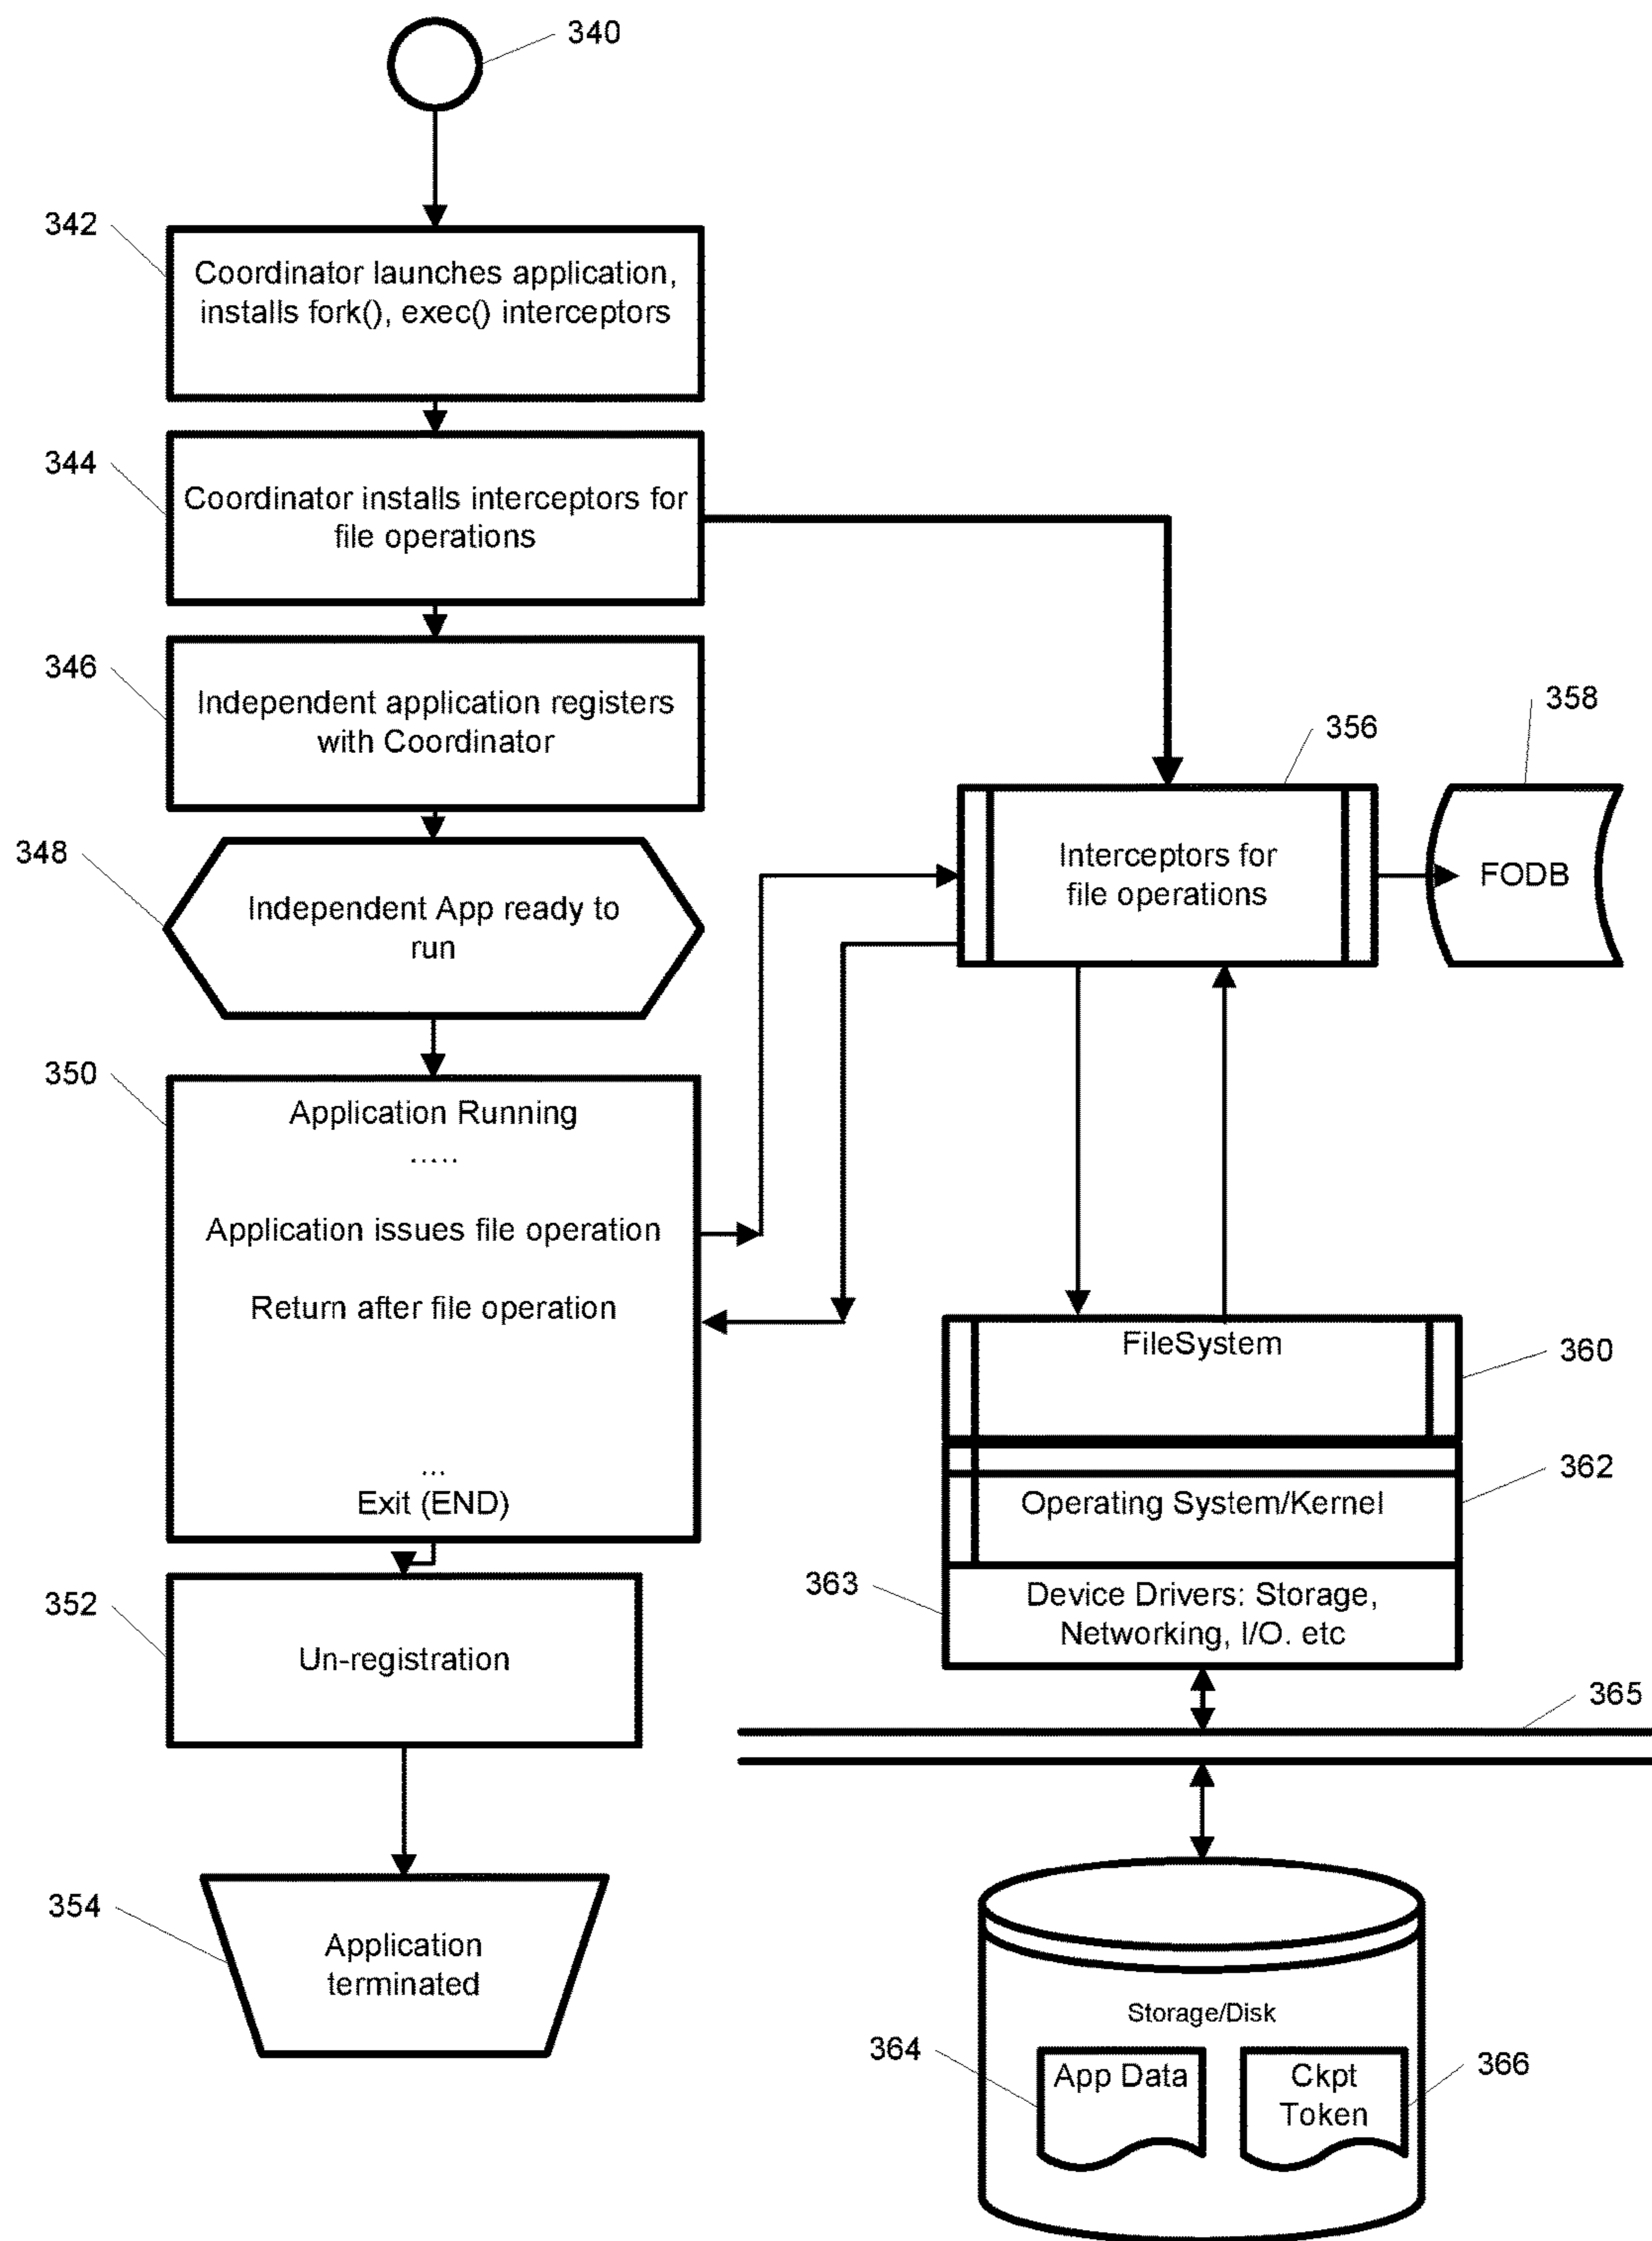 340
342
Coordinator launches application,
installs fork(), exec() interceptors
344
Coordinator installs interceptors for
file operations
346
Independent application registers
with Coordinator
348
Independent App ready to
run
350
Application Running
.....
Application issues file operation
Return after file operation
...
Exit (END)
352
Un-registration
354
Application
terminated
356
Interceptors for
file operations
358
FODB
FileSystem
360
362
Operating System/Kernel
363
Device Drivers: Storage,
Networking, I/O. etc
365
Storage/Disk
364
App Data
Ckpt
Token
366